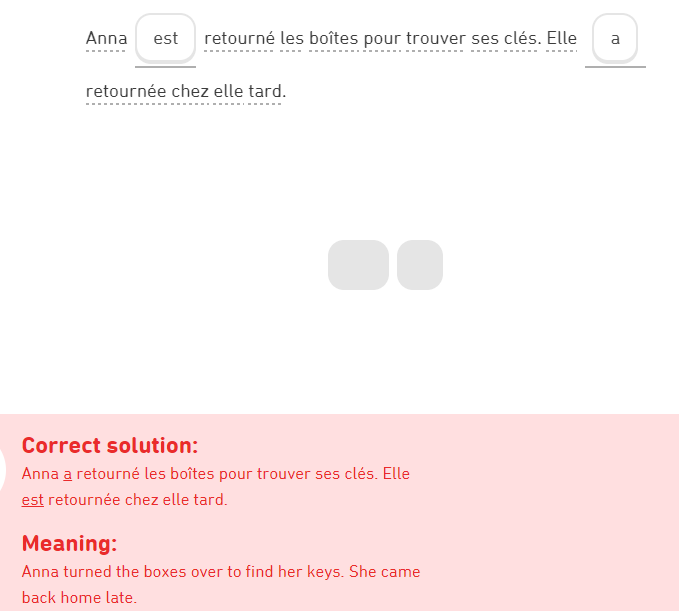 Anna est retourné les boîtes pour trouver ses clés. Elle a
retournée chez elle tard.
Correct solution:
Anna a retourné les boîtes pour trouver ses clés. Elle
est retournée chez elle tard.
Meaning:
Anna turned the boxes over to find her keys. She came
back home late.